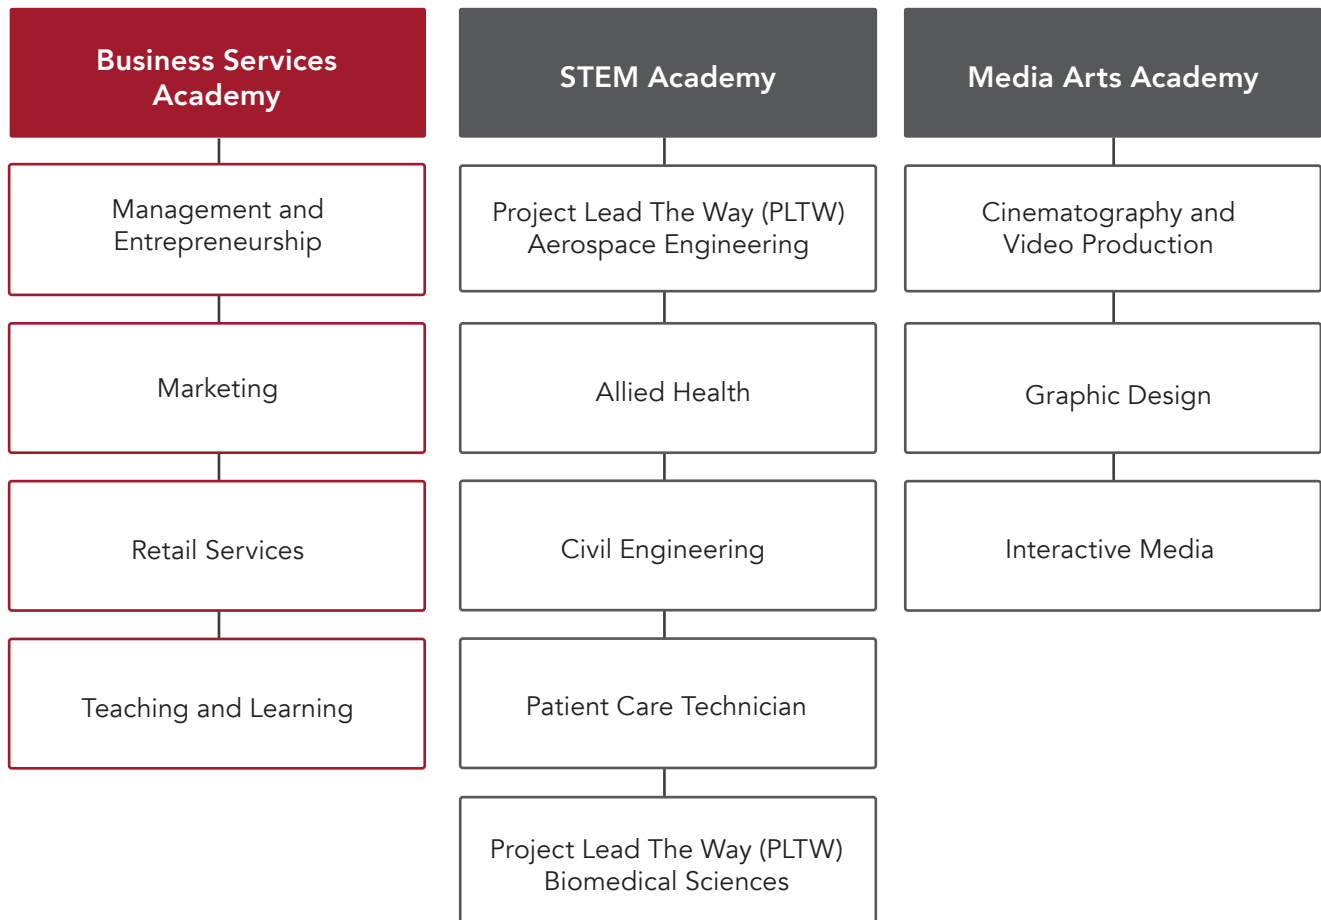 Business Services
Academy
Management and
Entrepreneurship
Marketing
Retail Services
Teaching and Learning
STEM Academy
Project Lead The Way (PLTW)
Aerospace Engineering
Allied Health
Civil Engineering
Patient Care Technician
Project Lead The Way (PLTW)
Biomedical Sciences
Media Arts Academy
Cinematography and
Video Production
Graphic Design
Interactive Media